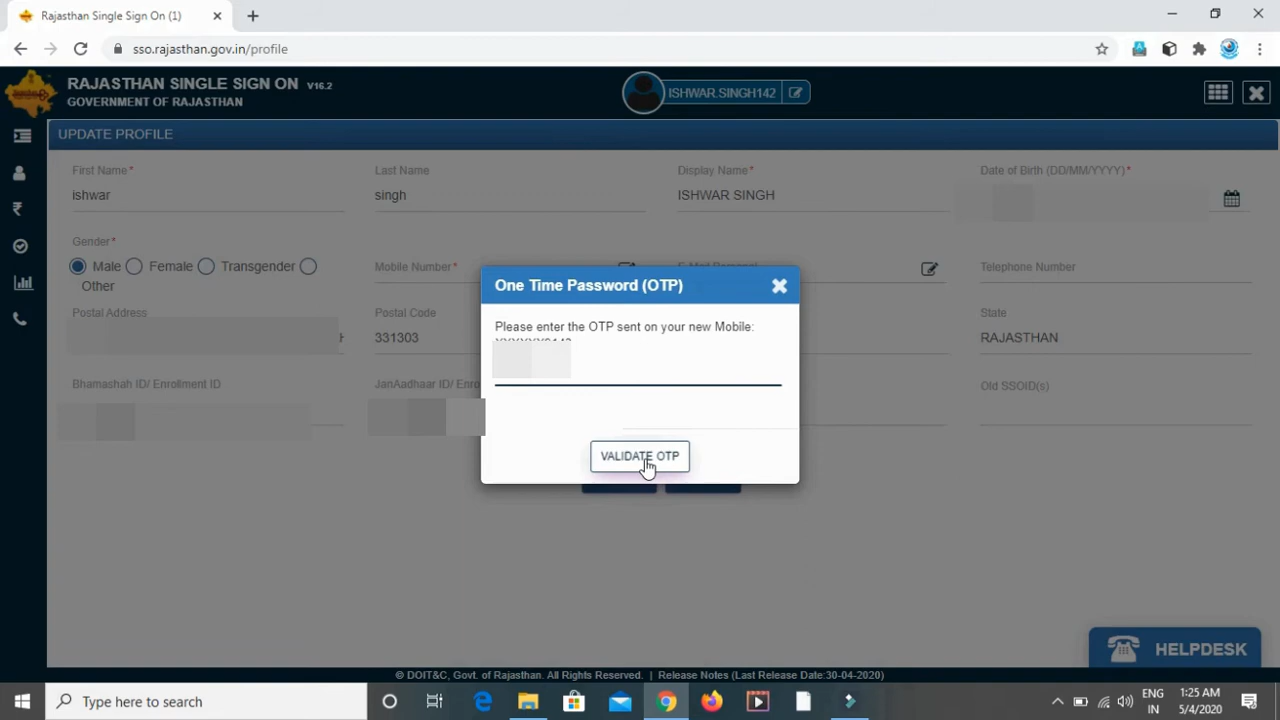 Rajasthan Single Sign On (1)
sso.rajasthan.gov.in/profile
RAJASTHAN SINGLE SIGN ON V16.2
GOVERNMENT OF RAJASTHAN
ISHWAR.SINGH142
UPDATE PROFILE
First Name*
Last Name
Display Name*
Date of Birth (DD/MM/YYYY)*
ishwar
singh
ISHWAR SINGH
Gender*
Male
Female
Transgender
Other
Mobile Number*
E-Mail Personal
Telephone Number
Postal Address
Postal Code
State
331303
RAJASTHAN
Bhamashah ID/ Enrollment ID
JanAadhaar ID/
Old SSOID(s)
One Time Password (OTP)
Please enter the OTP sent on your new Mobile:
VALIDATE OTP
HELPDESK
© DOIT&C, Govt. of Rajasthan. All Rights Reserved. | Release Notes (Last Release Date:30-04-2020)
Type here to search
ENG
IN
1:25 AM
5/4/2020